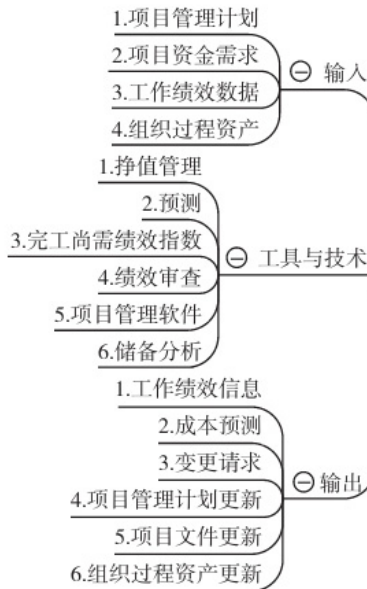 1.项目管理计划
2.项目资金需求
3.工作绩效数据
4.组织过程资产
输入
1.挣值管理
2.预测
3.完工尚需绩效指数
4.绩效审查
5.项目管理软件
6.储备分析
工具与技术
1.工作绩效信息
2.成本预测
3.变更请求
4.项目管理计划更新
5.项目文件更新
6.组织过程资产更新
输出